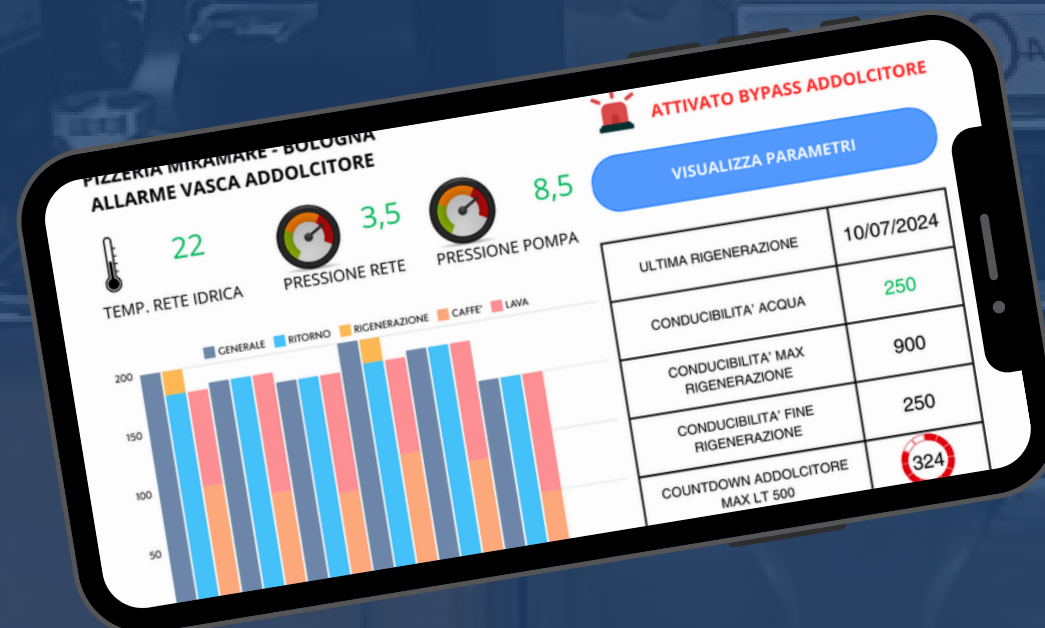 PIZZERIA MIRAMARE - BOLOGNA
ALLARME VASCA ADDOLCITORE
22
TEMP. RETE IDRICA
3,5
PRESSIONE RETE
8,5
PRESSIONE POMPA
ATTIVATO BYPASS ADDOLCITORE
VISUALIZZA PARAMETRI
GENERALE RITORNO RIGENERAZIONE CAFFE' LAVA
200
150
100
50
ULTIMA RIGENERAZIONE 10/07/2024
CONDUCIBILITA' ACQUA 250
CONDUCIBILITA' MAX
RIGENERAZIONE 900
CONDUCIBILITA' FINE
RIGENERAZIONE 250
COUNTDOWN ADDOLCITORE
MAX LT 500 324